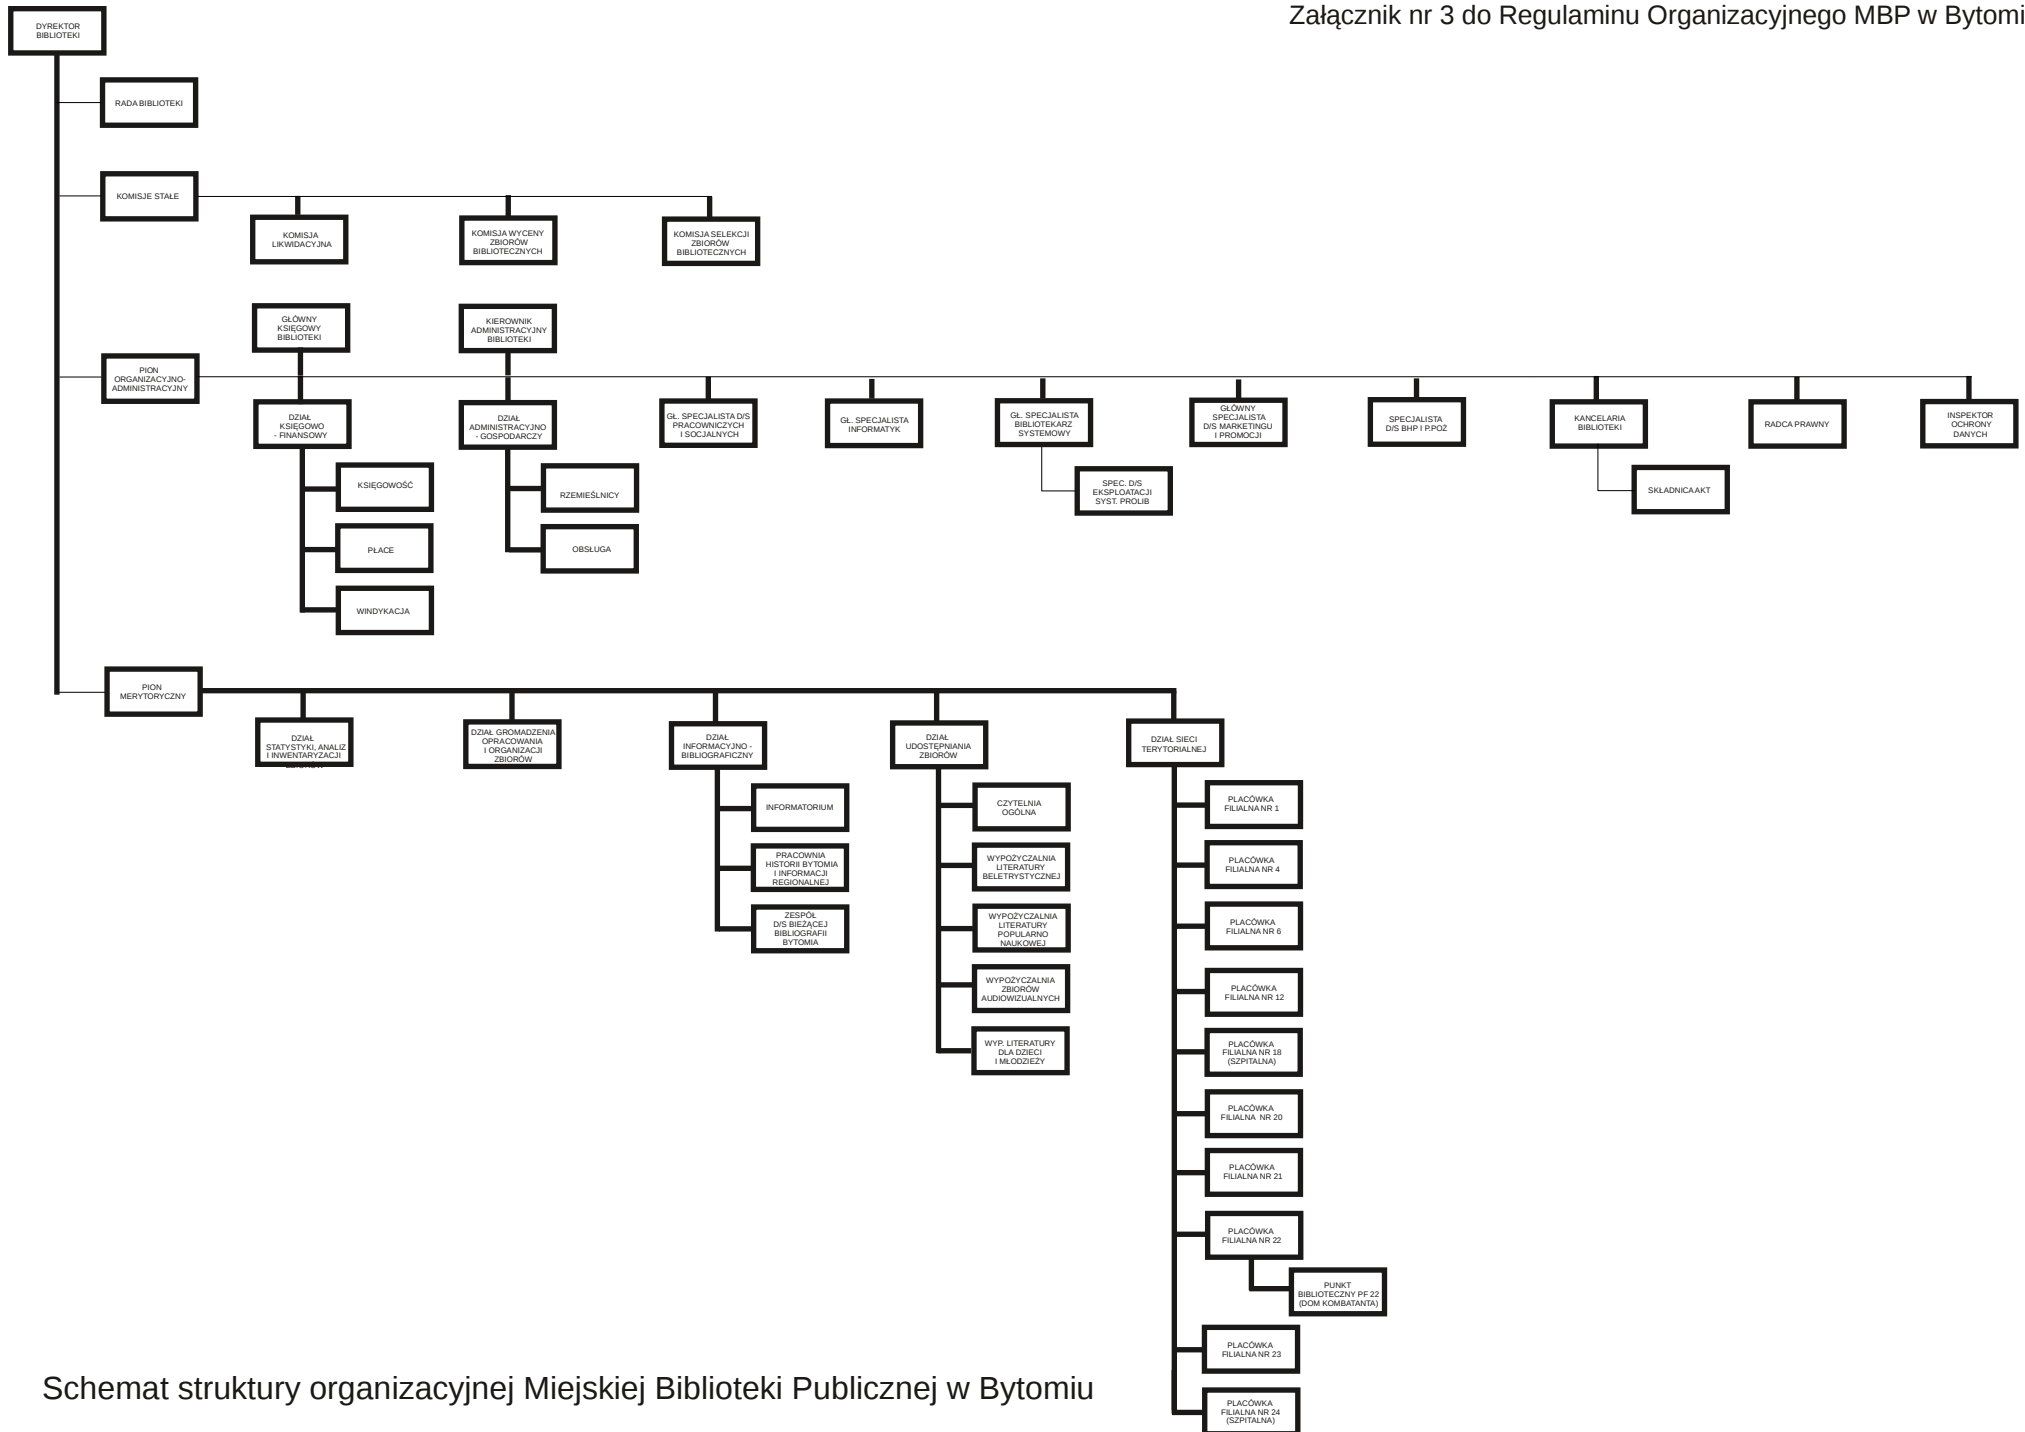 Załącznik nr 3 do Regulaminu Organizacyjnego MBP w Bytomi
DYREKTOR
BIBLIOTEKI
RADA BIBLIOTEKI
KOMISJE STAŁE
KOMISJA
LIKWIDACYJNA
KOMISJA WYCENY
ZBIORÓW
BIBLIOTECZNYCH
KOMISJA SELEKCJI
ZBIORÓW
BIBLIOTECZNYCH
GŁÓWNY
KSIĘGOWY
BIBLIOTEKI
KIEROWNIK
ADMINISTRACYJNY
BIBLIOTEKI
PION
ORGANIZACYJNO-
ADMINISTRACYJNY
DZIAŁ
KSIĘGOWO
- FINANSOWY
DZIAŁ
ADMINISTRACYJNO
- GOSPODARCZY
GŁ. SPECJALISTA D/S
PRACOWNICZYCH
I SOCJALNYCH
GŁ. SPECJALISTA
INFORMATYK
GŁ. SPECJALISTA
BIBLIOTEKARZ
SYSTEMOWY
GŁÓWNY
SPECJALISTA
D/S MARKETINGU
I PROMOCJI
SPECJALISTA
D/S BHP I P.POŻ
KANCELARIA
BIBLIOTEKI
RADCA PRAWNY
INSPEKTOR
OCHRONY
DANYCH
KSIĘGOWOŚĆ
PŁACE
WINDYKACJA
RZEMIEŚLNICY
OBSŁUGA
SPEC. D/S
EKSPLOATACJI
SYST. PROLIB
SKŁADNICA AKT
PION
MERYTORYCZNY
DZIAŁ
STATYSTYKI, ANALIZ
I INWENTARYZACJI
ZBIORÓW
DZIAŁ GROMADZENIA
OPRACOWANIA
I ORGANIZACJI
ZBIORÓW
DZIAŁ
INFORMACYJNO -
BIBLIOGRAFICZNY
DZIAŁ
UDOSTĘPNIANIA
ZBIORÓW
DZIAŁ SIECI
TERYTORIALNEJ
INFORMATORIUM
PRACOWNIA
HISTORII BYTOMIA
I INFORMACJI
REGIONALNEJ
ZESPÓŁ
D/S BIEŻĄCEJ
BIBLIOGRAFII
BYTOMIA
CZYTELNIA
OGÓLNA
WYPOŻYCZALNIA
LITERATURY
BELETRYSTYCZNEJ
WYPOŻYCZALNIA
LITERATURY
POPULARNO
NAUKOWEJ
WYPOŻYCZALNIA
ZBIORÓW
AUDIOWIZUALNYCH
WYP. LITERATURY
DLA DZIECI
I MŁODZIEŻY
PLACÓWKA
FILIALNA NR 1
PLACÓWKA
FILIALNA NR 4
PLACÓWKA
FILIALNA NR 6
PLACÓWKA
FILIALNA NR 12
PLACÓWKA
FILIALNA NR 18
(SZPITALNA)
PLACÓWKA
FILIALNA NR 20
PLACÓWKA
FILIALNA NR 21
PLACÓWKA
FILIALNA NR 22
PUNKT
BIBLIOTECZNY PF 22
(DOM KOMBATANTA)
PLACÓWKA
FILIALNA NR 23
PLACÓWKA
FILIALNA NR 24
(SZPITALNA)
Schemat struktury organizacyjnej Miejskiej Biblioteki Publicznej w Bytomiu